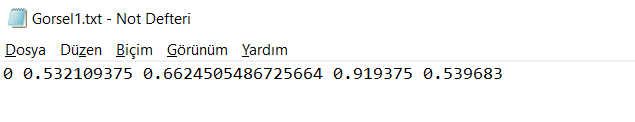 Gorsel1.txt - Not Defteri
Dosya Düzen Biçim Görünüm Yardım
0 0.532109375 0.6624505486725664 0.919375 0.539683